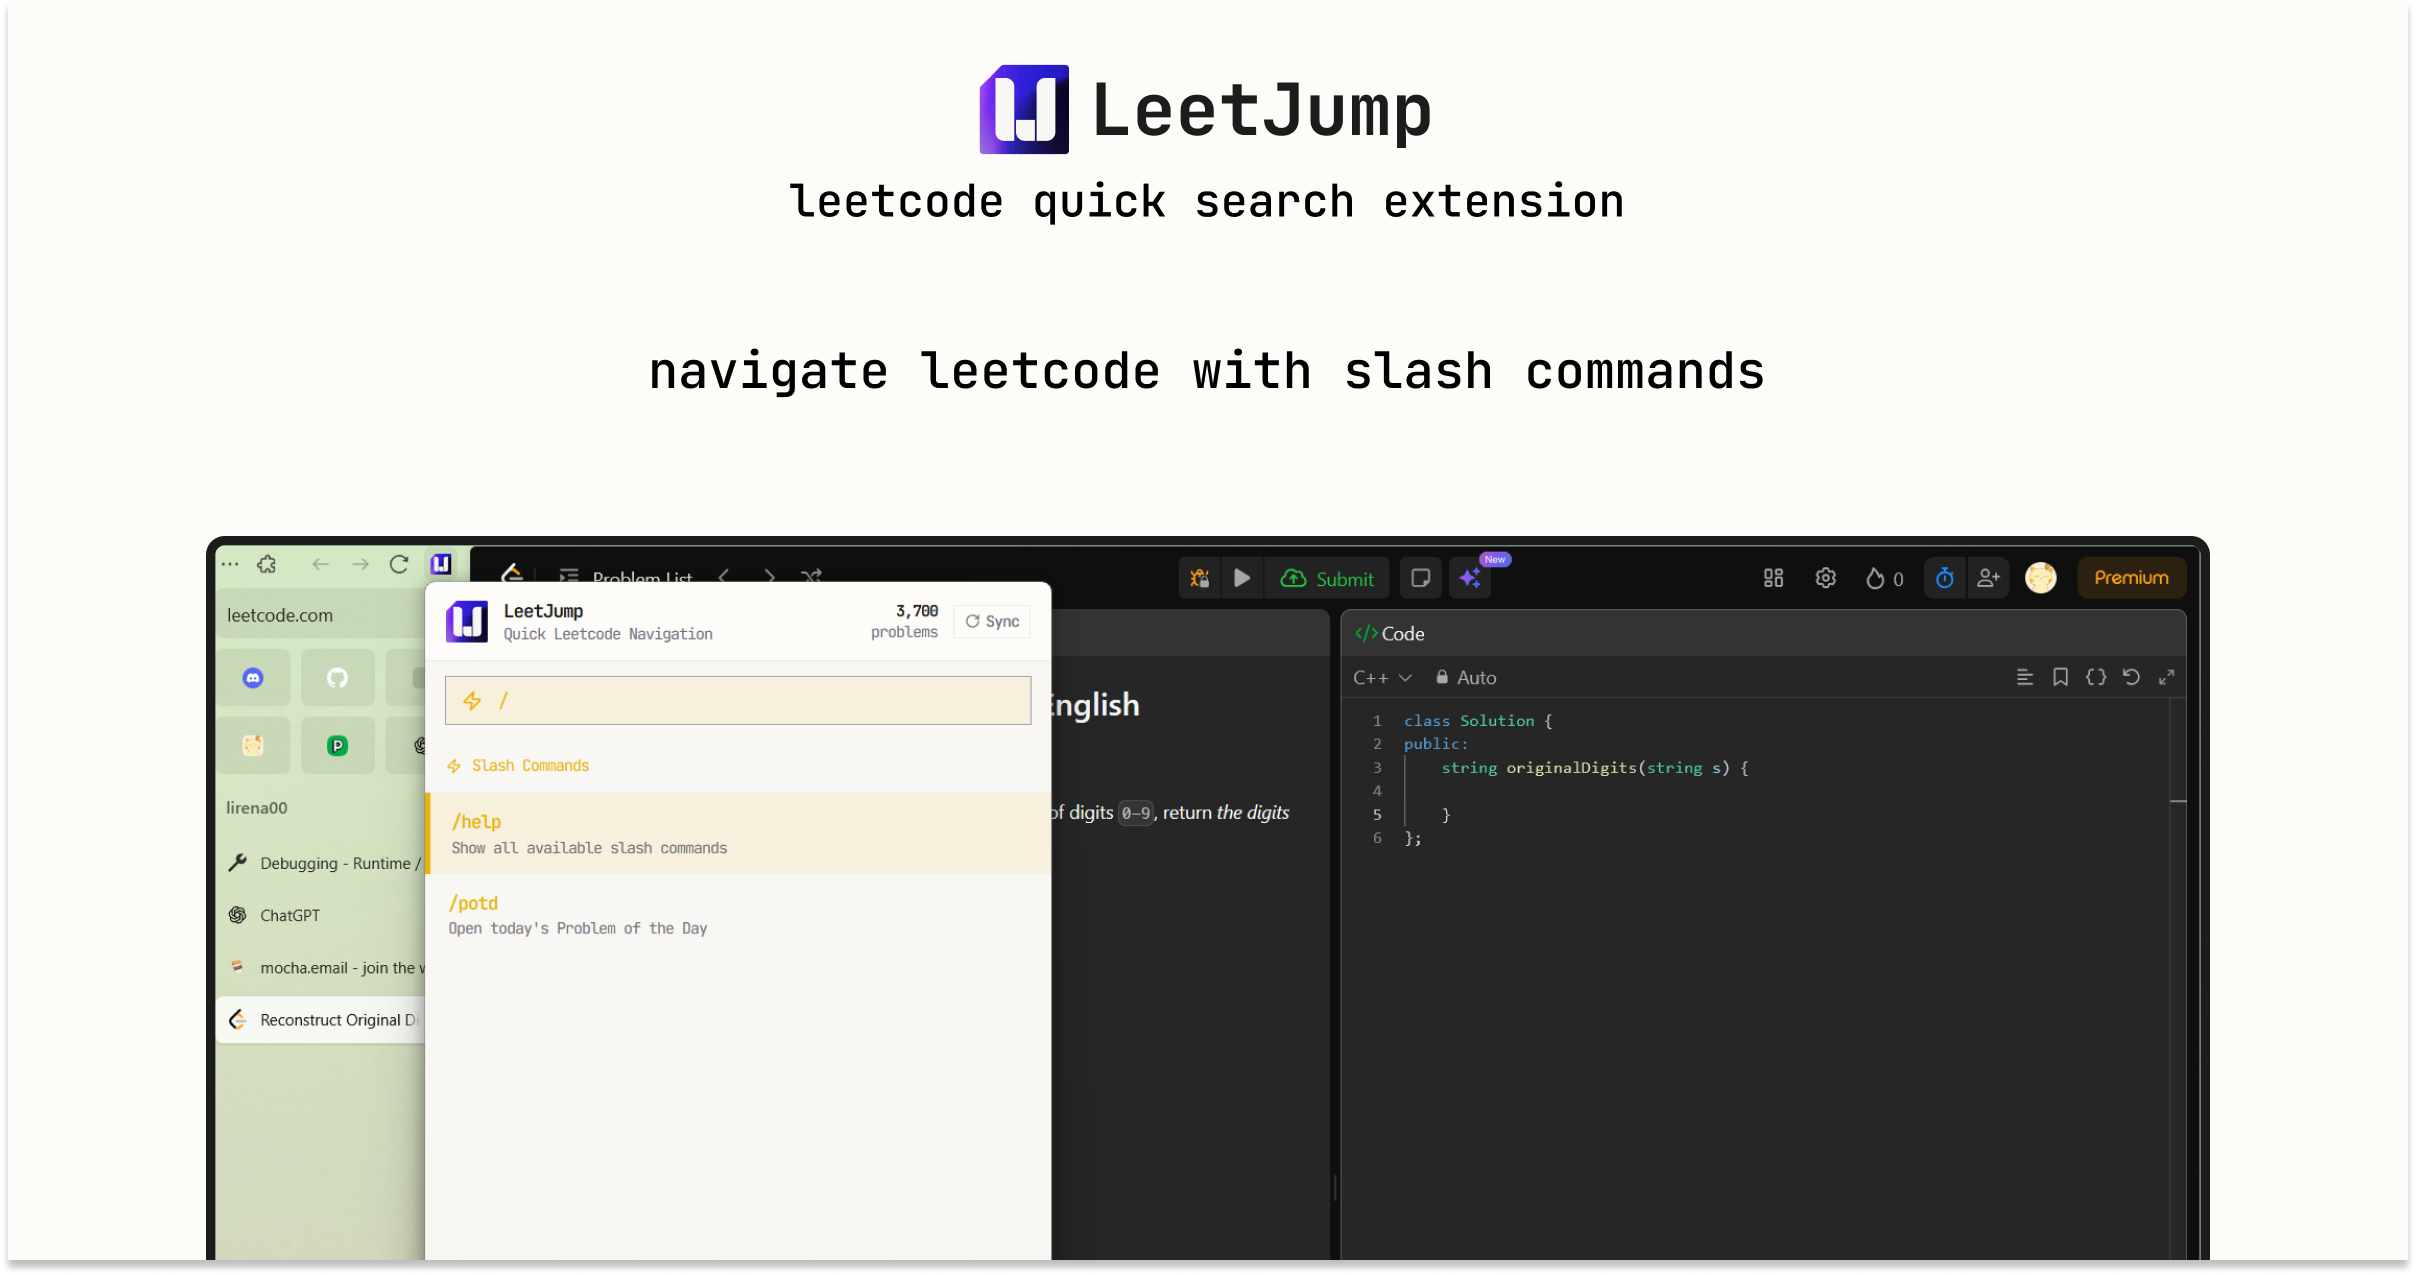 LeetJump
leetcode quick search extension
navigate leetcode with slash commands
Problem List
Submit
New
0
Premium
leetcode.com
LeetJump
Quick Leetcode Navigation
3,700
problems
Sync
/
Slash Commands
/help
Show all available slash commands
/potd
Open today's Problem of the Day
lirena00
Debugging - Runtime /
ChatGPT
mocha.email - join the w
Reconstruct Original Di
English
of digits 0-9, return the digits
Code
C++ Auto
1 class Solution {
2 public:
3 string originalDigits(string s) {
4
5 }
6 };